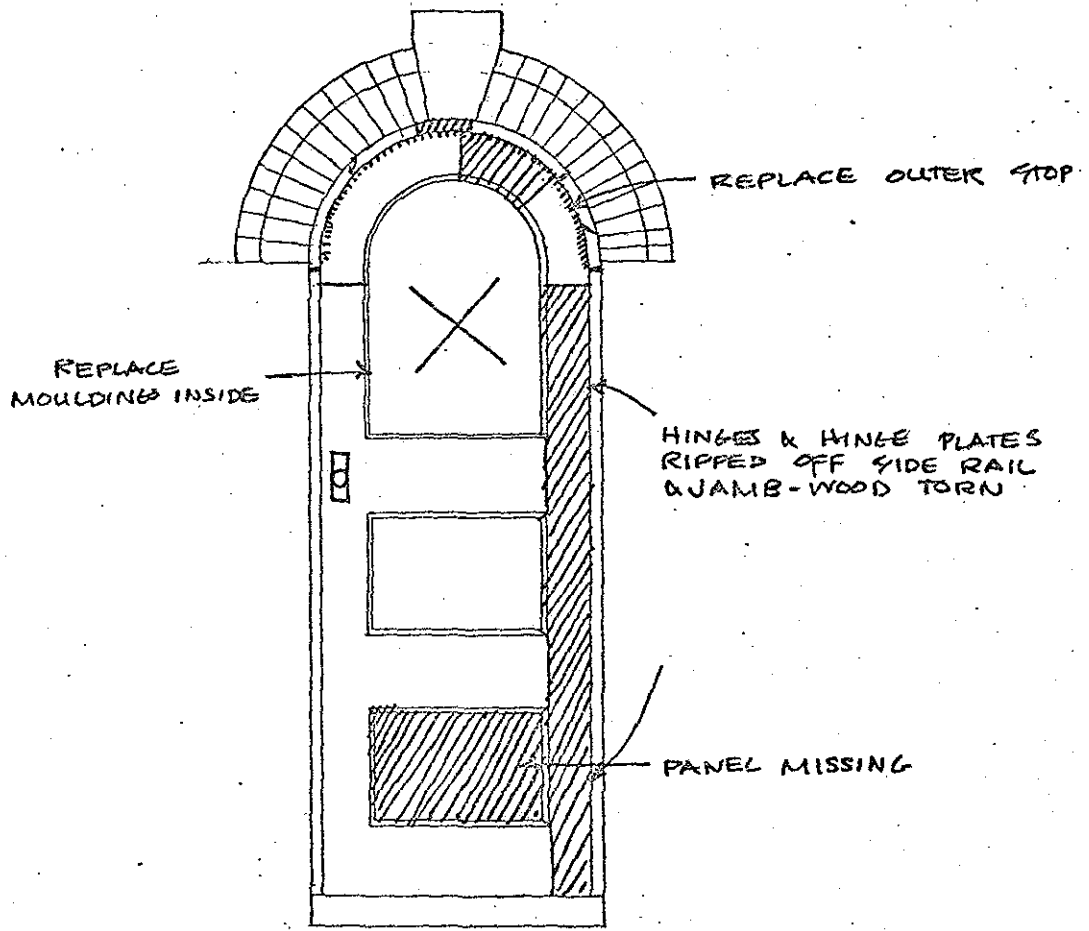 REPLACE OUTER STOP
REPLACE
MOULDING INSIDE
HINGES & HINGE PLATES
RIPPED OFF SIDE RAIL
& JAMB-WOOD TORN
PANEL MISSING